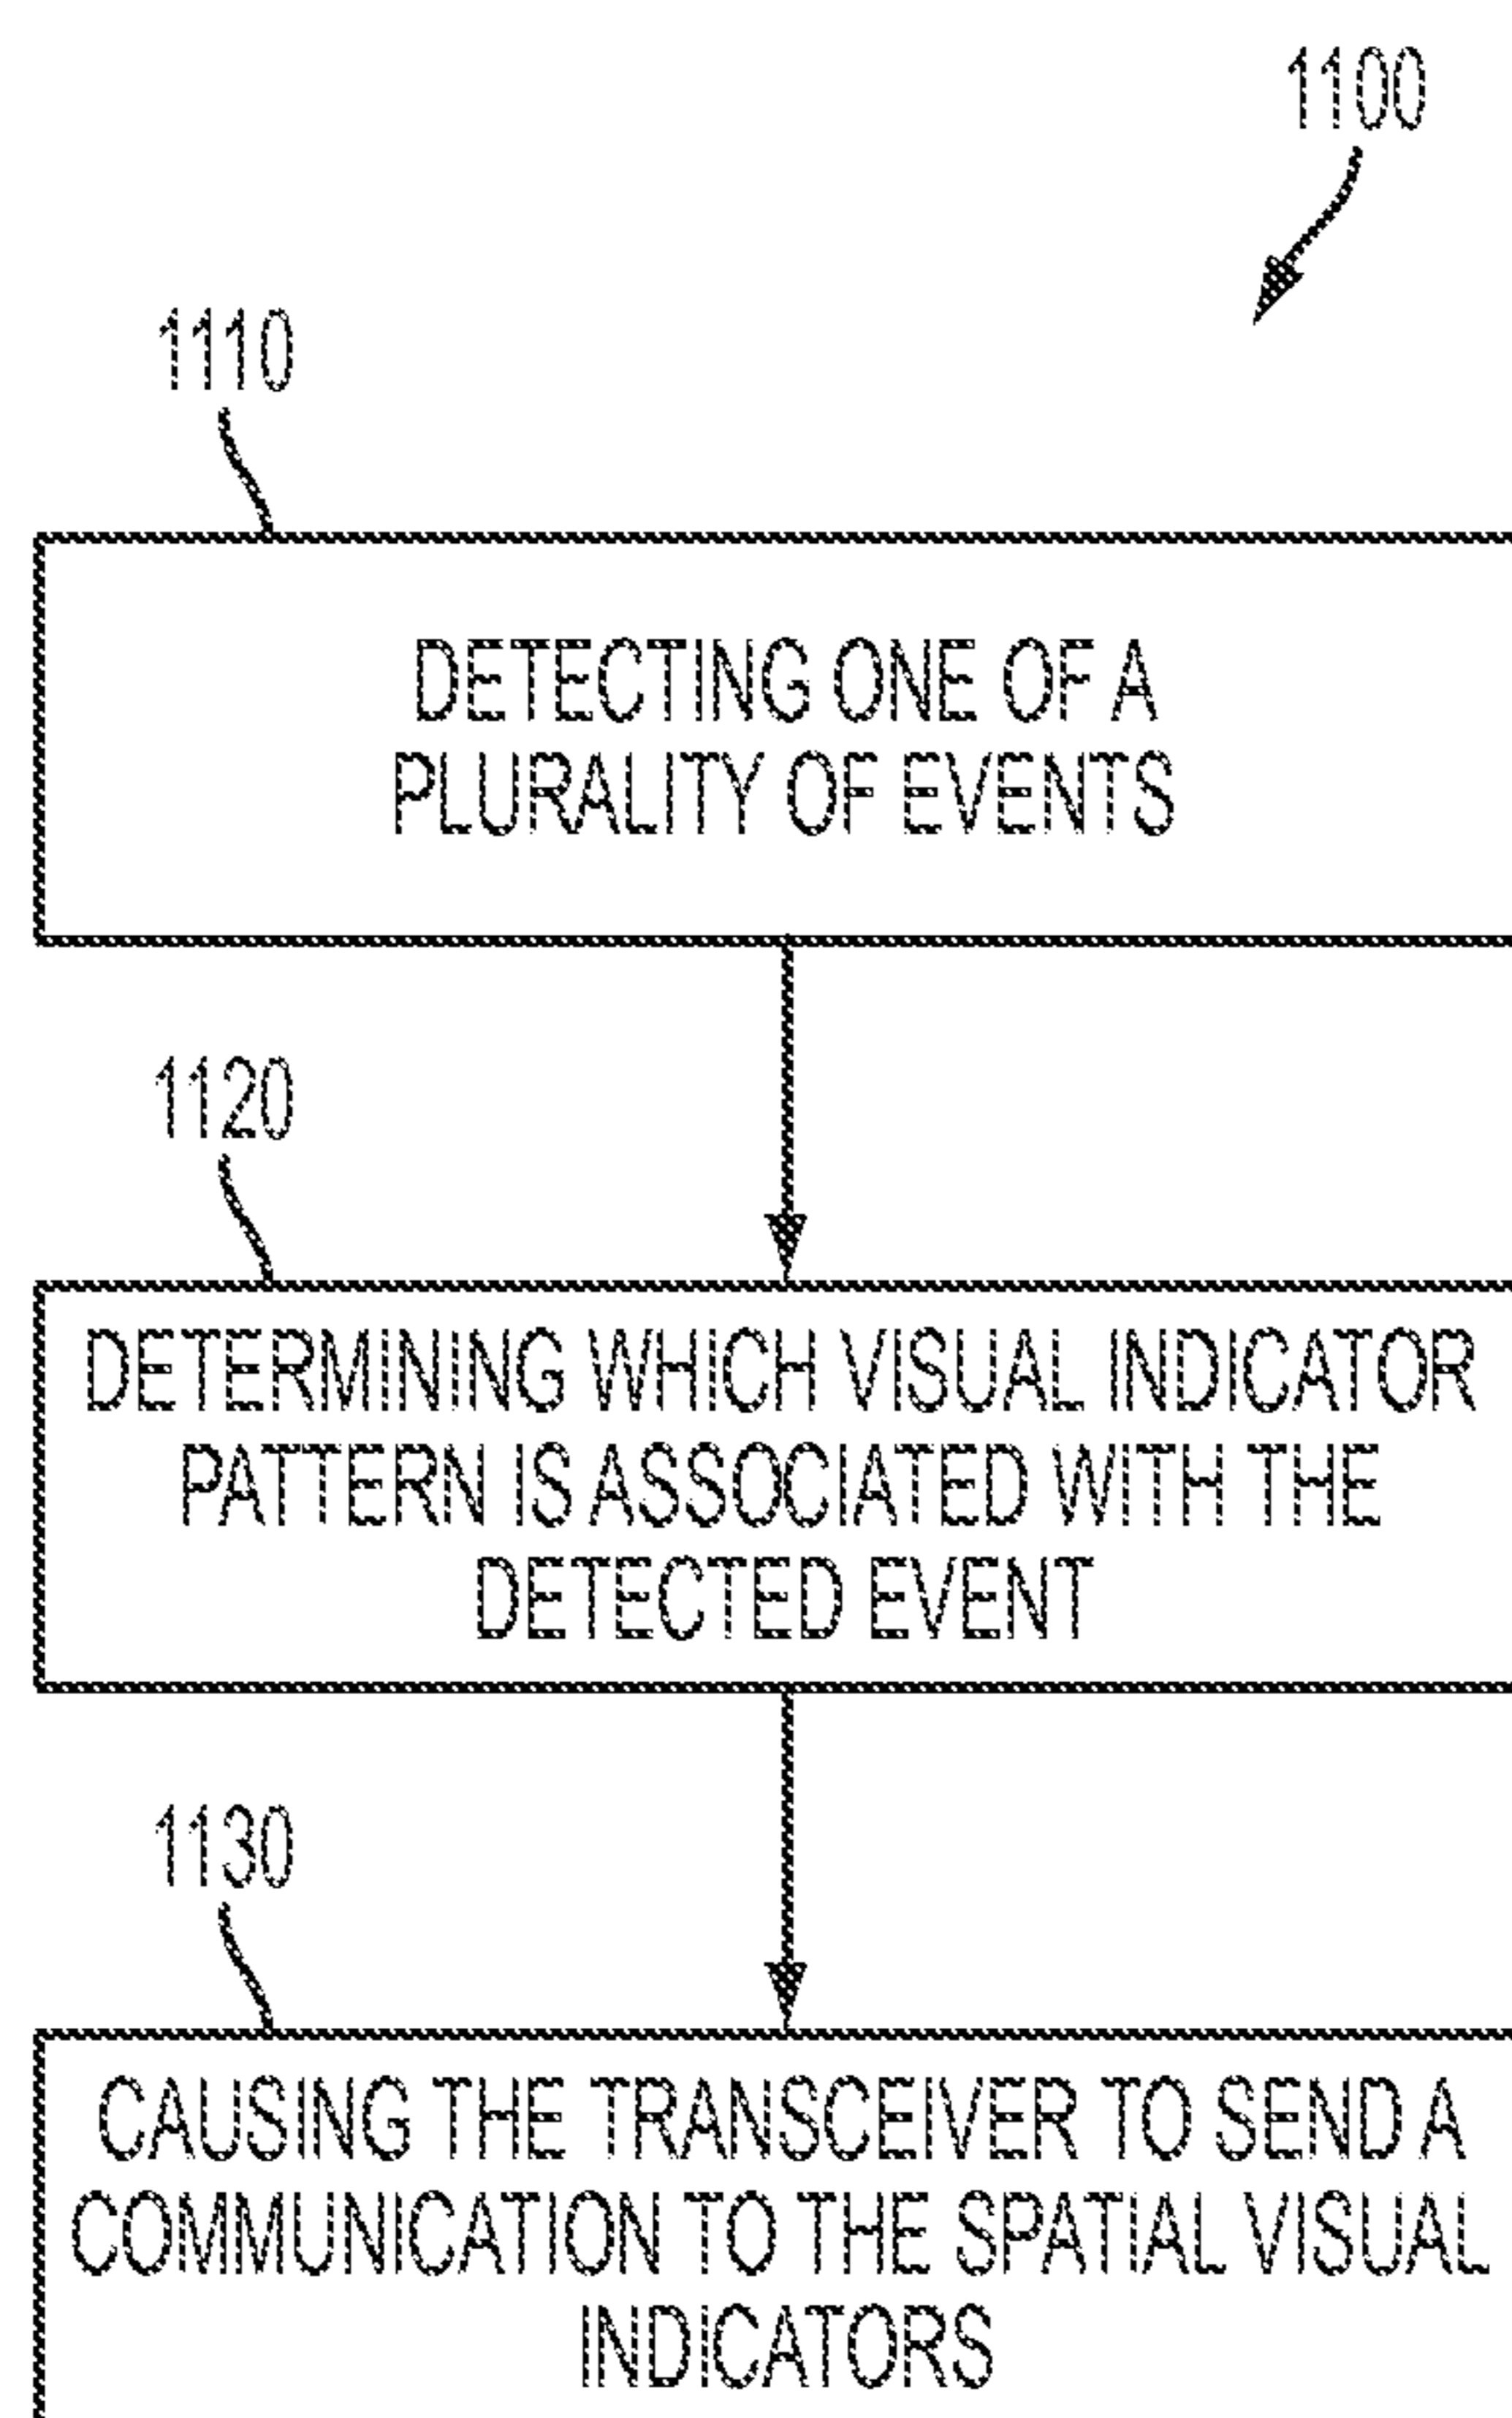 1100
1110
DETECTING ONE OF A
PLURALITY OF EVENTS
1120
DETERMINING WHICH VISUAL INDICATOR
PATTERN IS ASSOCIATED WITH THE
DETECTED EVENT
1130
CAUSING THE TRANSCEIVER TO SEND A
COMMUNICATION TO THE SPATIAL VISUAL
INDICATORS